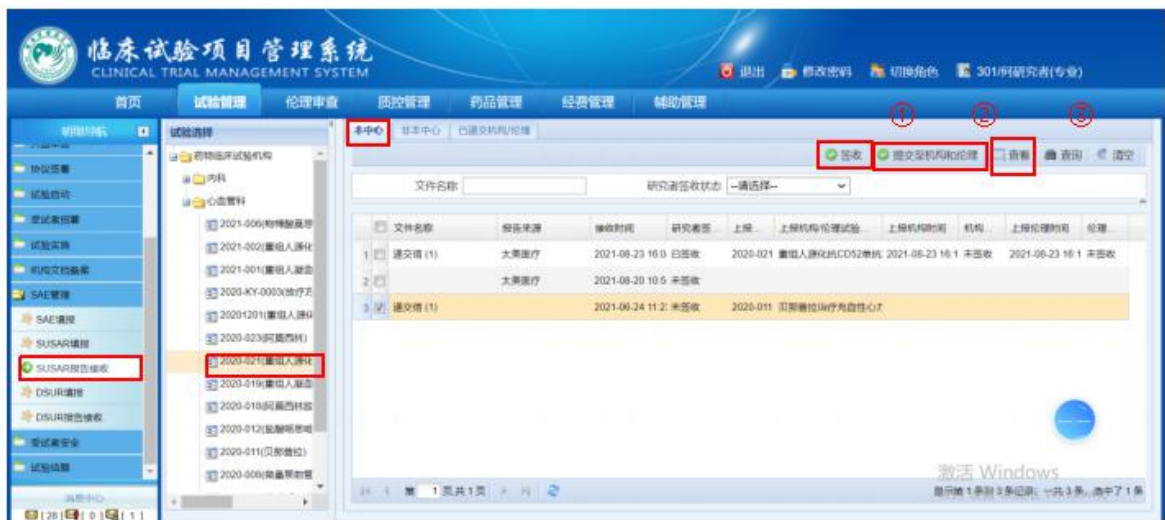 临床试验项目管理系统
CLINICAL TRIAL MANAGEMENT SYSTEM
退出 修改密码 切换角色 301/何研究者(专业)
首页 试验管理 伦理审查 质控管理 药品管理 经费管理 辅助管理
① ② ③
试验选择
本中心 非本中心 已递交机构/伦理
签收 提交至机构和伦理 查看 查询 清空
协议签署
试验启动
受试者招募
试验实施
机构文档备案
SAE管理
SAE填报
SUSAR填报
SUSAR报告接收
DSUR填报
DSUR报告接收
受试者安全
试验结题
消息中心
[28] [0] [1]
药物临床试验机构
内科
心血管科
2021-002(重组人源化
2021-001(重组人凝血
2020-KY-0003(放疗
20201201(重组人源化
2020-023(阿莫西林)
2020-021(重组人源化
2020-019(重组人凝血
2020-018(阿莫西林
2020-011(贝那普拉)
文件名称 研究者签收状态 --请选择--
文件名称 报告来源 接收时间 研究者签... 上报... 上报机构/伦理试验... 上报机构时间 机构... 上报伦理时间 伦理...
1 递交信 (1) 太美医疗 2021-08-23 16:0 已签收 2020-021 重组人源化抗CD52单抗 2021-08-23 16:1 未签收 2021-08-23 16:1 未签收
2 太美医疗 2021-08-20 10:5 未签收
3 递交信 (1) 2021-06-24 11:2 未签收 2020-011 贝那普拉治疗充血性心力
第 1 页共1页
激活 Windows
显示第 1 条到 3 条记录，一共 3 条，选中了 1 条